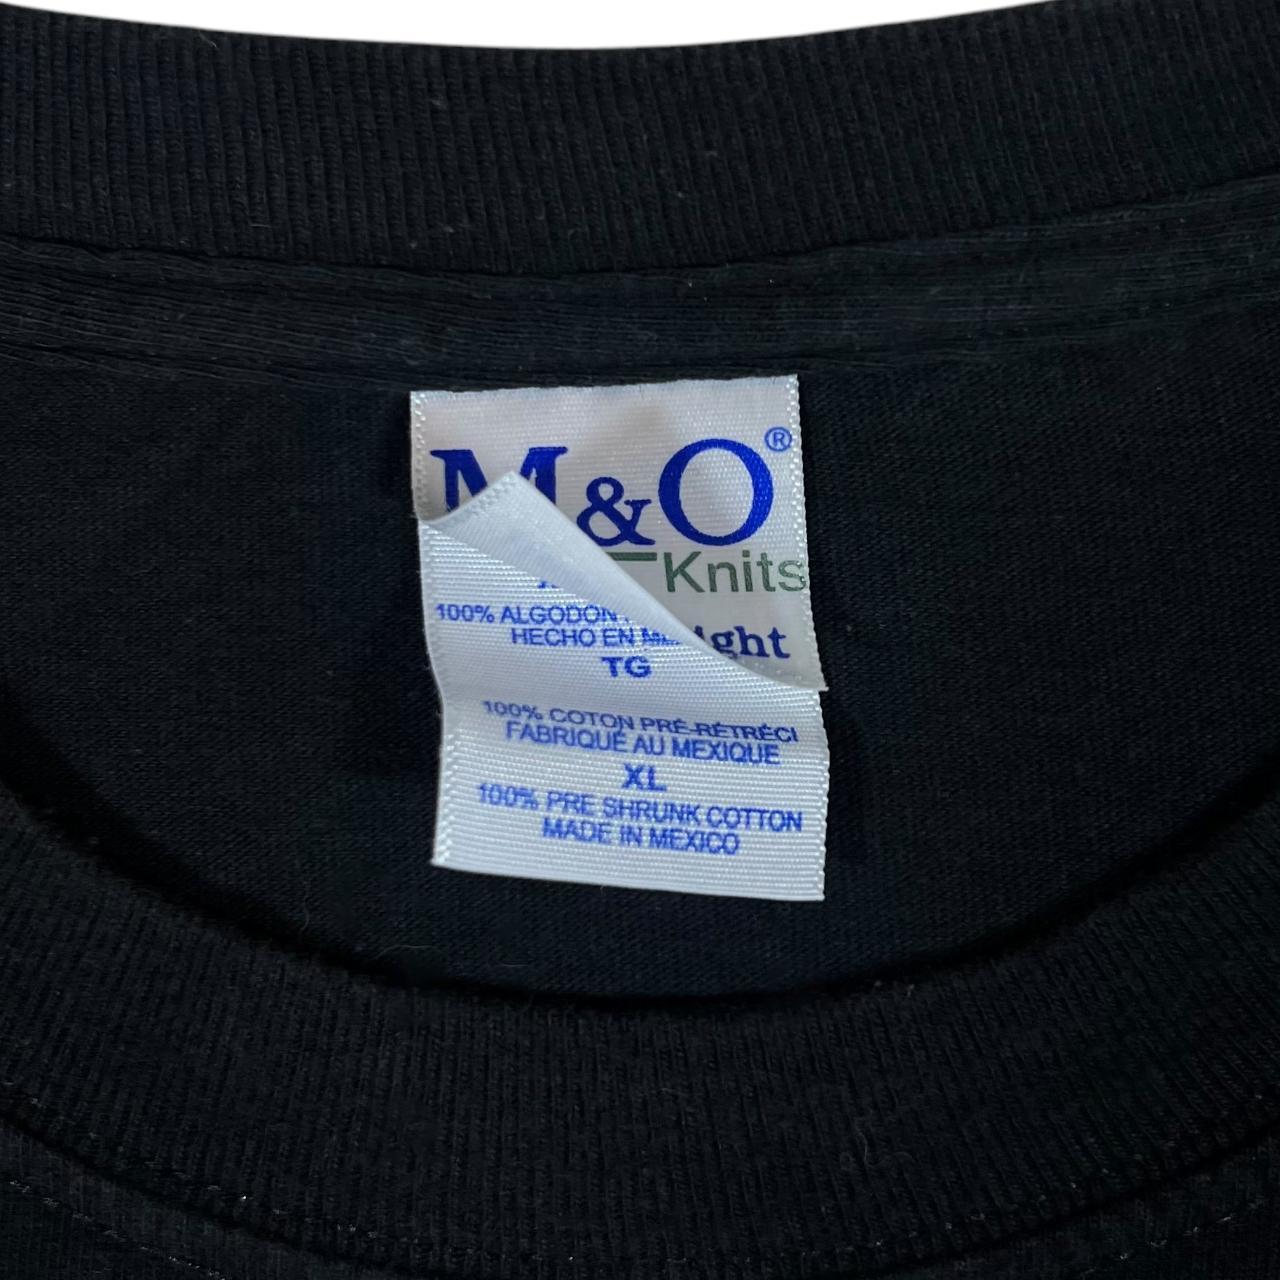 M&O®
Knits
100% ALGODON
HECHO EN
TG
100% COTON PRÉ-RÉTRÉCI
FABRIQUÉ AU MEXIQUE
XL
100% PRE SHRUNK COTTON
MADE IN MEXICO